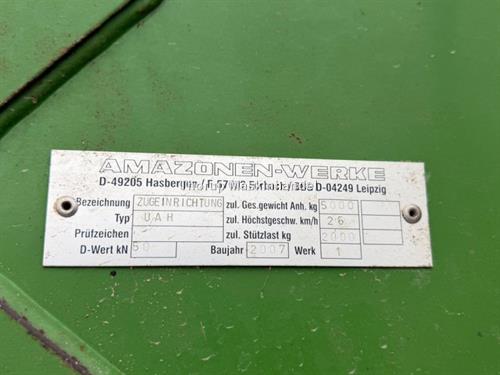 AMAZONEN-WERKE
D-49205 Hasbergen / F-57 D-04249 Leipzig
Bezeichnung ZUGEINRICHTUNG zul. Ges.gewicht Anh. kg 5000
Typ UAH zul. Höchstgeschw. km/h
Prüfzeichen zul. Stützlast kg 2000
D-Wert kN 50 Baujahr 2007 Werk 1